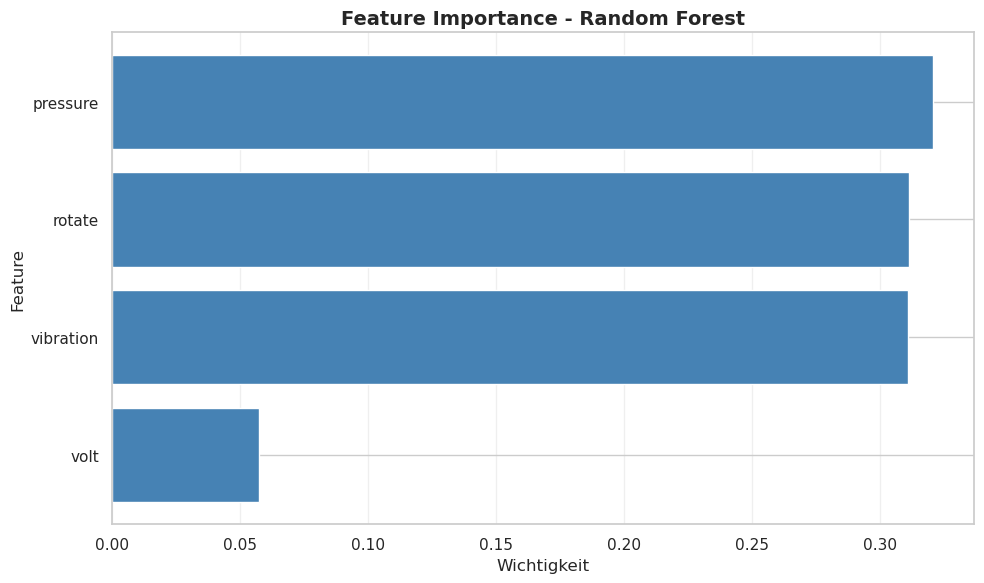 Feature Importance - Random Forest
pressure
rotate
vibration
volt
Feature
0.00 0.05 0.10 0.15 0.20 0.25 0.30
Wichtigkeit